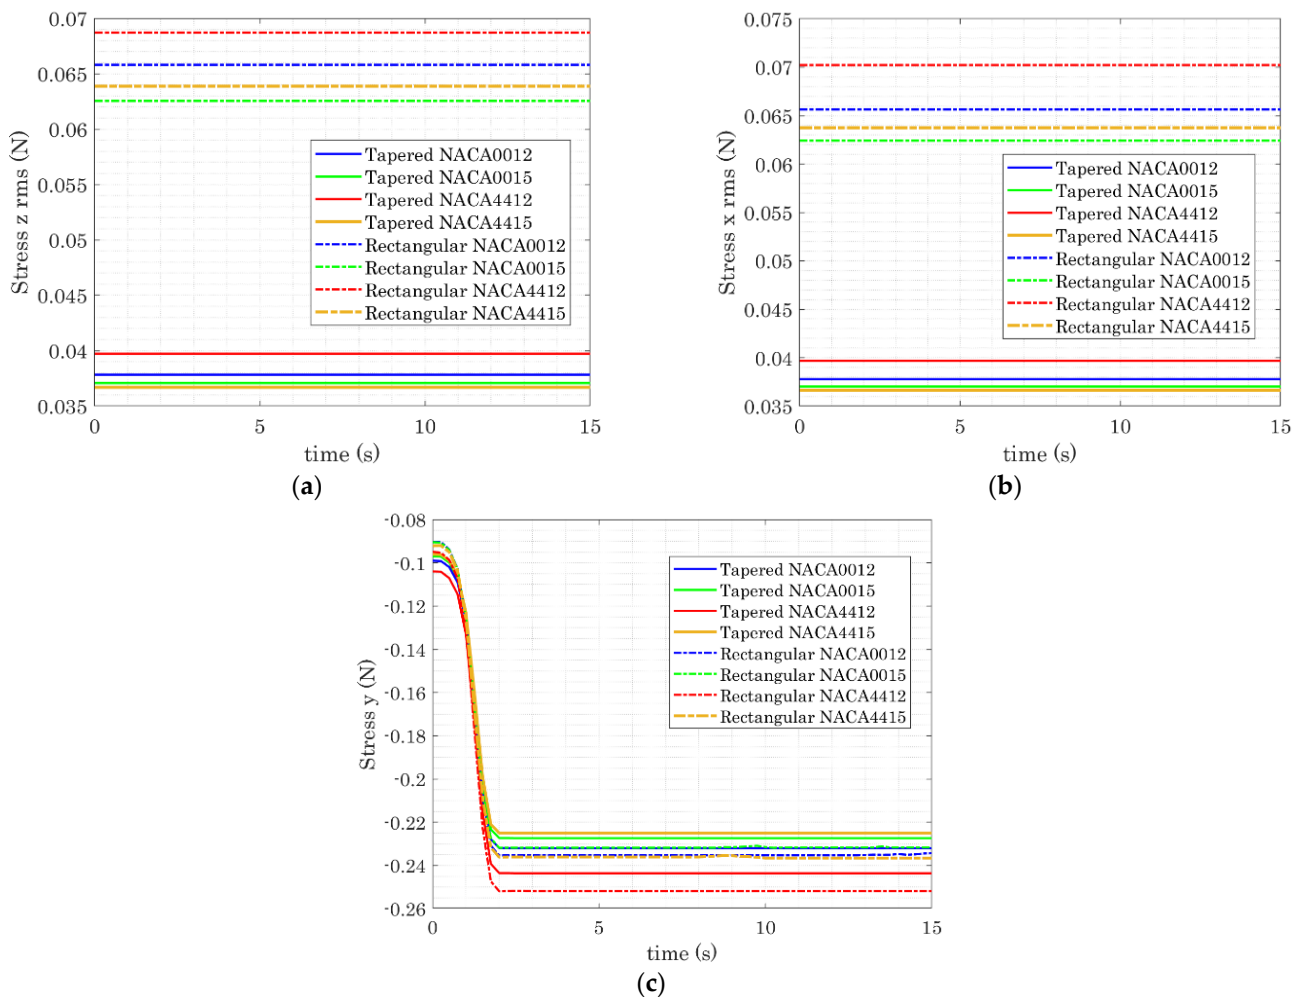 0.07
0.065
0.06
0.055
0.05
0.045
0.04
0.035
Stress z rms (N)
Tapered NACA0012
Tapered NACA0015
Tapered NACA4412
Tapered NACA4415
Rectangular NACA0012
Rectangular NACA0015
Rectangular NACA4412
Rectangular NACA4415
0 5 10 15
time (s)
(a)
0.075
0.07
0.065
0.06
0.055
0.05
0.045
0.04
0.035
Stress x rms (N)
Tapered NACA0012
Tapered NACA0015
Tapered NACA4412
Tapered NACA4415
Rectangular NACA0012
Rectangular NACA0015
Rectangular NACA4412
Rectangular NACA4415
0 5 10 15
time (s)
(b)
-0.08
-0.1
-0.12
-0.14
-0.16
-0.18
-0.2
-0.22
-0.24
-0.26
Stress y (N)
Tapered NACA0012
Tapered NACA0015
Tapered NACA4412
Tapered NACA4415
Rectangular NACA0012
Rectangular NACA0015
Rectangular NACA4412
Rectangular NACA4415
0 5 10 15
time (s)
(c)